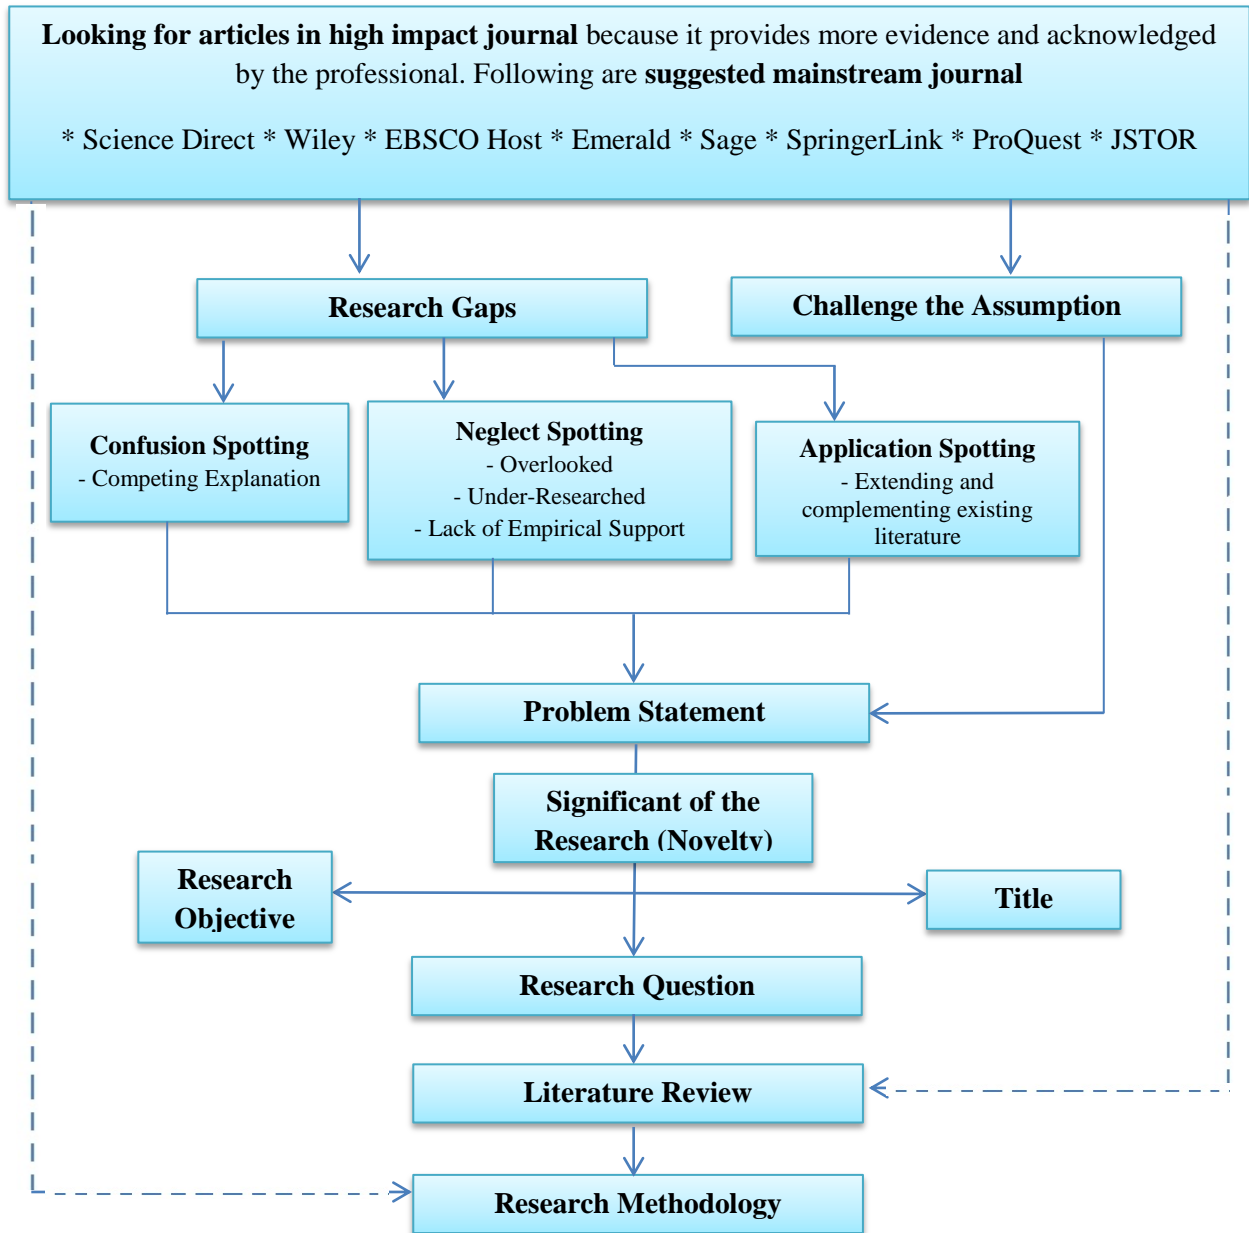 Looking for articles in high impact journal because it provides more evidence and acknowledged
by the professional. Following are suggested mainstream journal
* Science Direct * Wiley * EBSCO Host * Emerald * Sage * SpringerLink * ProQuest * JSTOR
Research Gaps
Challenge the Assumption
Confusion Spotting
- Competing Explanation
Neglect Spotting
- Overlooked
- Under-Researched
- Lack of Empirical Support
Application Spotting
- Extending and
complementing existing
literature
Problem Statement
Significant of the
Research (Novelty)
Research
Objective
Title
Research Question
Literature Review
Research Methodology